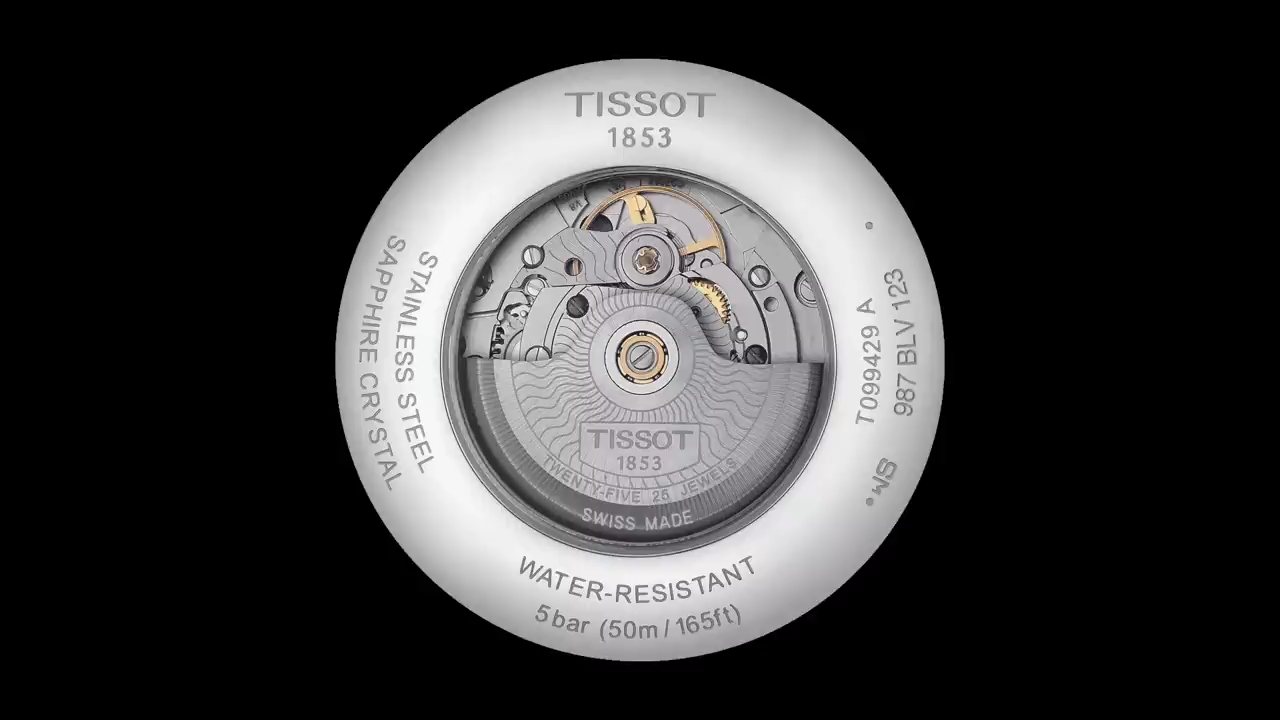 TISSOT
1853
STAINLESS STEEL
SAPPHIRE CRYSTAL
T099429 A
987 BLV 123
SM
TISSOT
1853
TWENTY-FIVE 25 JEWELS
SWISS MADE
WATER-RESISTANT
5bar (50m/165ft)